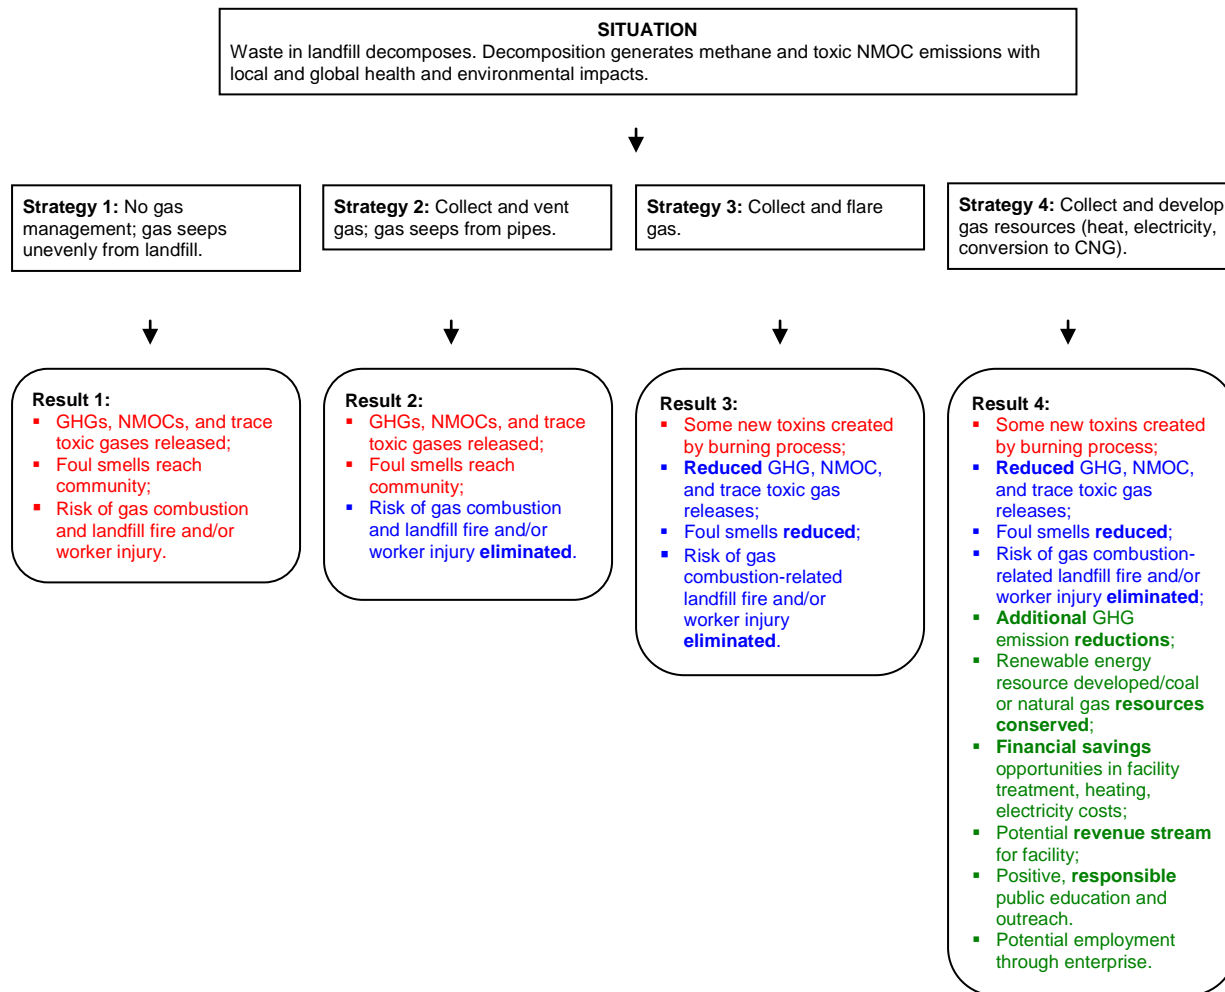 SITUATION
Waste in landfill decomposes. Decomposition generates methane and toxic NMOC emissions with
local and global health and environmental impacts.
Strategy 1: No gas
management; gas seeps
unevenly from landfill.
Strategy 2: Collect and vent
gas; gas seeps from pipes.
Strategy 3: Collect and flare
gas.
Strategy 4: Collect and develop
gas resources (heat, electricity,
conversion to CNG).
Result 1:
▪ GHGs, NMOCs, and trace
toxic gases released;
▪ Foul smells reach
community;
▪ Risk of gas combustion
and landfill fire and/or
worker injury.
Result 2:
▪ GHGs, NMOCs, and trace
toxic gases released;
▪ Foul smells reach
community;
▪ Risk of gas combustion
and landfill fire and/or
worker injury eliminated.
Result 3:
▪ Some new toxins created
by burning process;
▪ Reduced GHG, NMOC,
and trace toxic gas
releases;
▪ Foul smells reduced;
▪ Risk of gas
combustion-related
landfill fire and/or
worker injury
eliminated.
Result 4:
▪ Some new toxins created
by burning process;
▪ Reduced GHG, NMOC,
and trace toxic gas
releases;
▪ Foul smells reduced;
▪ Risk of gas combustion-
related landfill fire and/or
worker injury eliminated;
▪ Additional GHG
emission reductions;
▪ Renewable energy
resource developed/coal
or natural gas resources
conserved;
▪ Financial savings
opportunities in facility
treatment, heating,
electricity costs;
▪ Potential revenue stream
for facility;
▪ Positive, responsible
public education and
outreach.
▪ Potential employment
through enterprise.